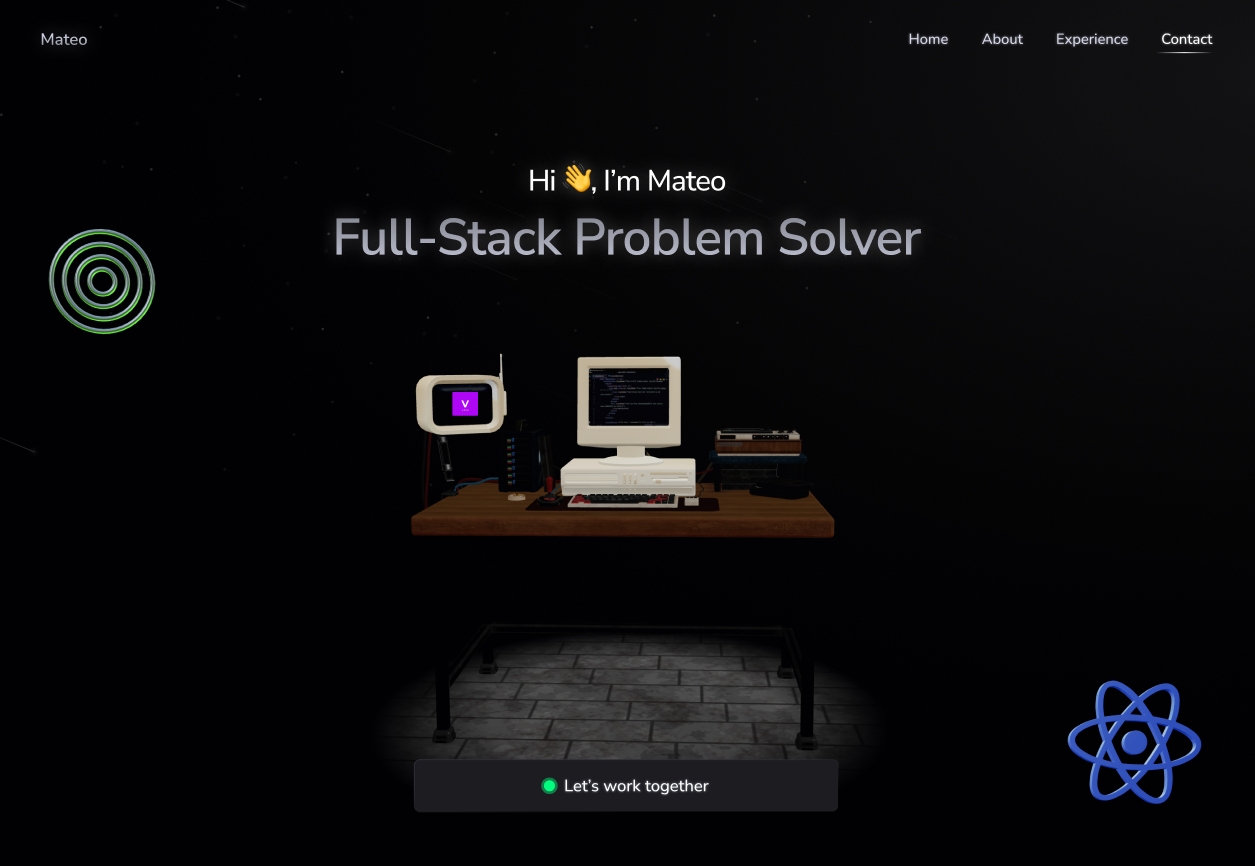 Mateo
Home
About
Experience
Contact
Hi 👋, I’m Mateo
Full-Stack Problem Solver
V
Let’s work together